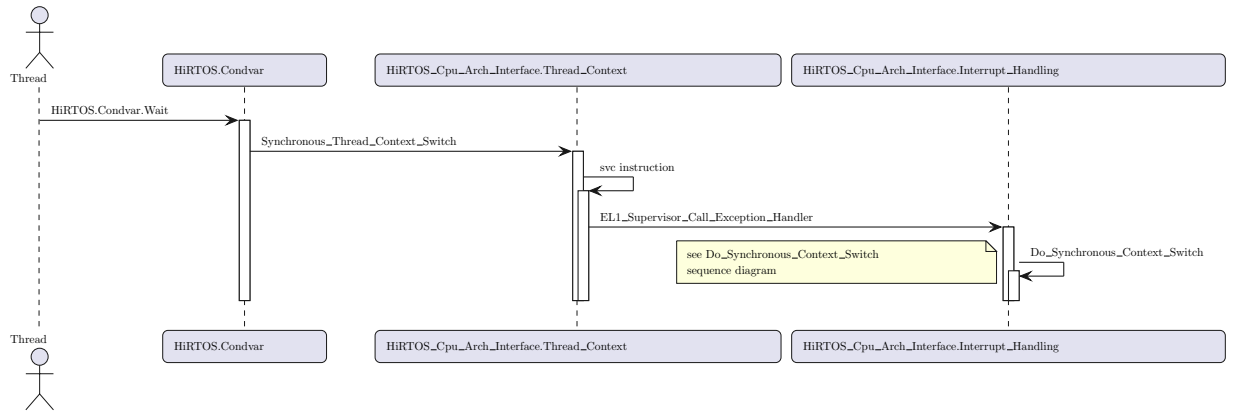 Thread
HiRTOS.Condvar
HiRTOS_Cpu_Arch_Interface.Thread_Context
HiRTOS_Cpu_Arch_Interface.Interrupt_Handling
HiRTOS.Condvar.Wait
Synchronous_Thread_Context_Switch
svc instruction
EL1_Supervisor_Call_Exception_Handler
see Do_Synchronous_Context_Switch
sequence diagram
Do_Synchronous_Context_Switch
Thread
HiRTOS.Condvar
HiRTOS_Cpu_Arch_Interface.Thread_Context
HiRTOS_Cpu_Arch_Interface.Interrupt_Handling